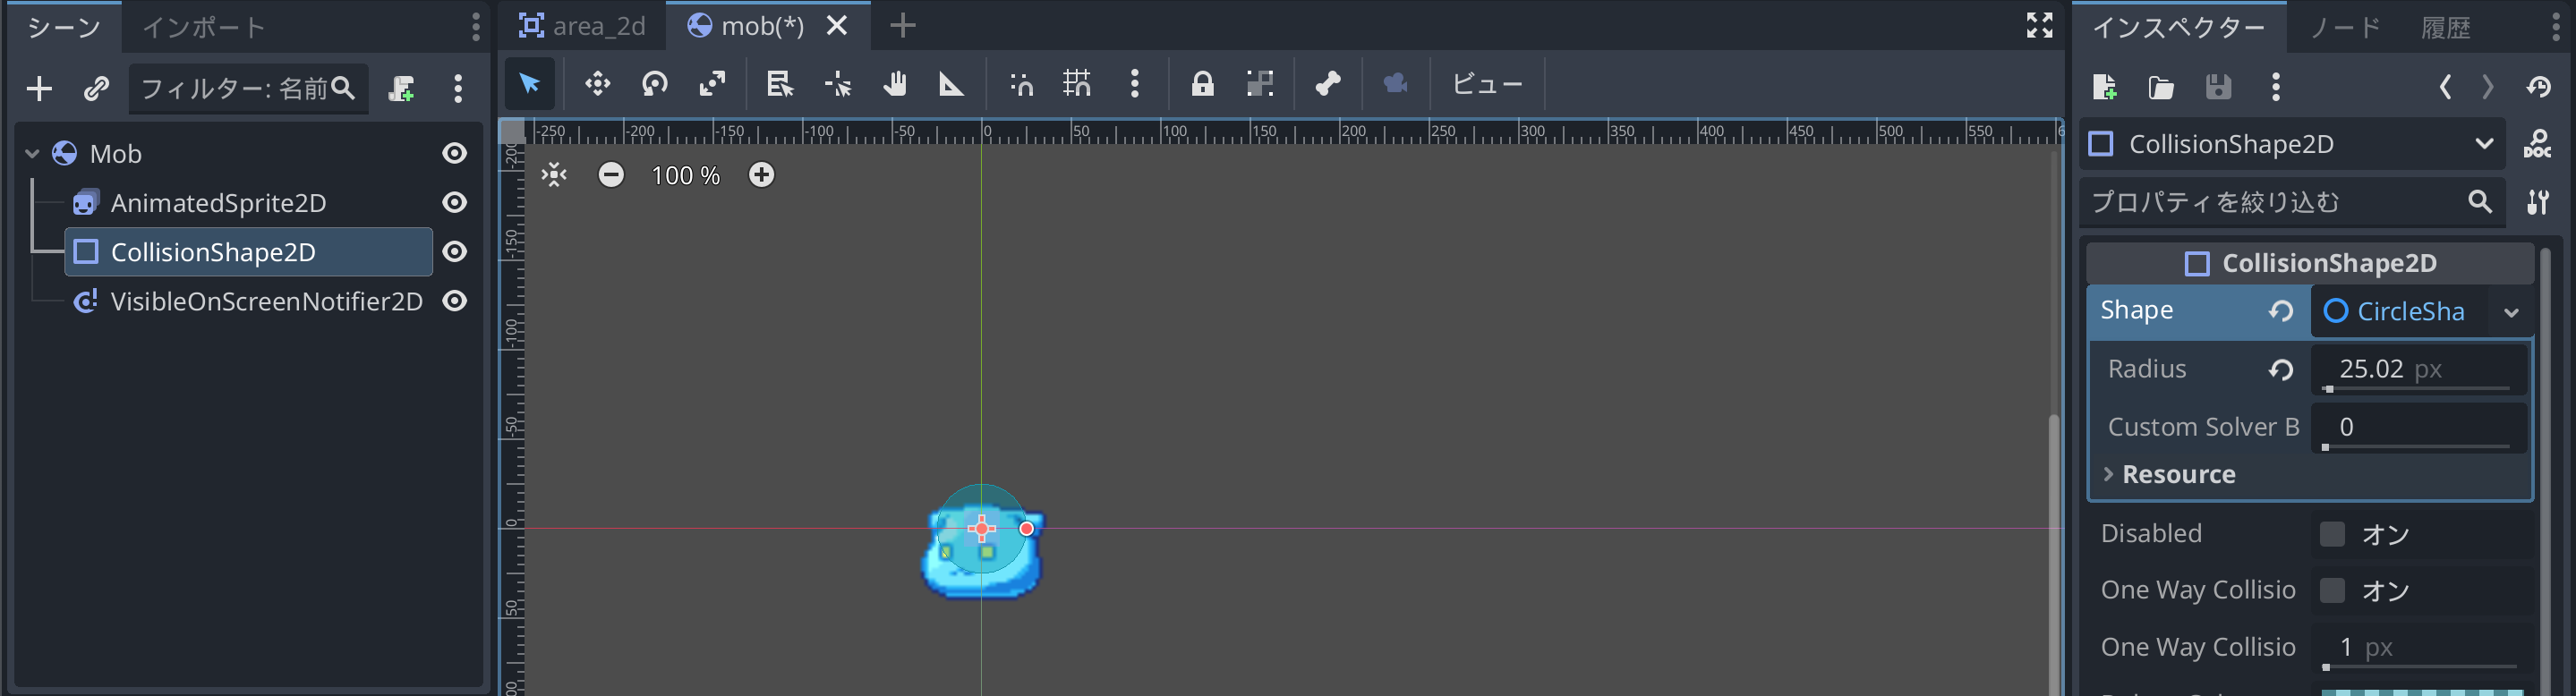 シーン
インポート
area_2d
mob(*)
インスペクター
ノード
履歴
フィルター: 名前
ビュー
Mob
AnimatedSprite2D
CollisionShape2D
VisibleOnScreenNotifier2D
-250 -200 -150 -100 -50 0 50 100 150 200 250 300 350 400 450 500 550 6
100 %
-200
-150
-100
-50
0
50
CollisionShape2D
DOC
プロパティを絞り込む
CollisionShape2D
Shape CircleSha
Radius 25.02 px
Custom Solver B 0
Resource
Disabled オン
One Way Collisio オン
One Way Collisio 1 px